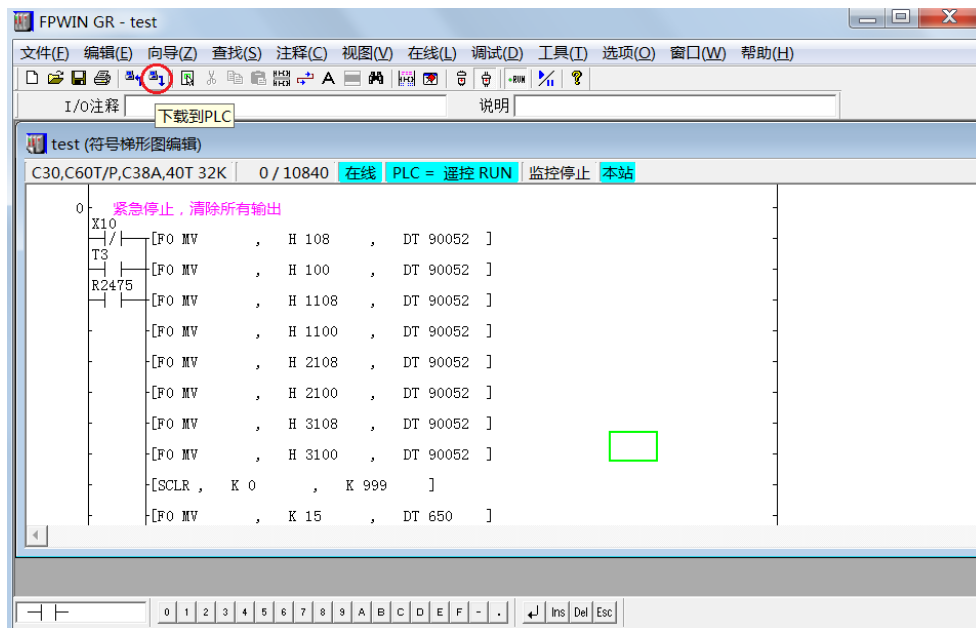 FPWIN GR - test
文件(F) 编辑(E) 向导(Z) 查找(S) 注释(C) 视图(V) 在线(L) 调试(D) 工具(T) 选项(O) 窗口(W) 帮助(H)
I/O注释 说明
下载到PLC
test (符号梯形图编辑)
C30,C60T/P,C38A,40T 32K 0 / 10840 在线 PLC = 遥控 RUN 监控停止 本站
0 紧急停止，清除所有输出
X10
[F0 MV , H 108 , DT 90052 ]
T3
[F0 MV , H 100 , DT 90052 ]
R2475
[F0 MV , H 1108 , DT 90052 ]
[F0 MV , H 1100 , DT 90052 ]
[F0 MV , H 2108 , DT 90052 ]
[F0 MV , H 2100 , DT 90052 ]
[F0 MV , H 3108 , DT 90052 ]
[F0 MV , H 3100 , DT 90052 ]
[SCLR , K 0 , K 999 ]
[F0 MV , K 15 , DT 650 ]
0 1 2 3 4 5 6 7 8 9 A B C D E F - . Ins Del Esc